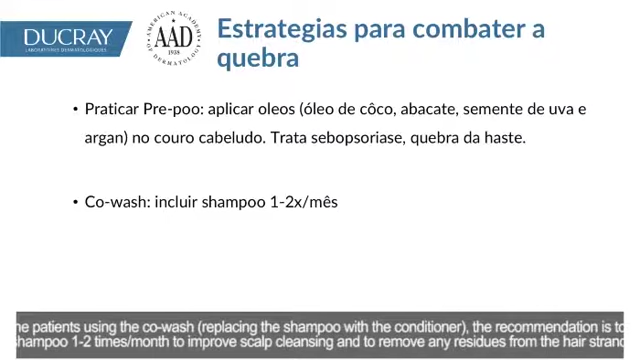 DUCRAY
LABORATOIRES DERMATOLOGIQUES
AMERICAN ACADEMY
AAD
1938
OF DERMATOLOGY
Estrategias para combater a
quebra
• Praticar Pre-poo: aplicar oleos (óleo de côco, abacate, semente de uva e
argan) no couro cabeludo. Trata sebopsoriase, quebra da haste.
• Co-wash: incluir shampoo 1-2x/mês
he patients using the co-wash (replacing the shampoo with the conditioner), the recommendation is to
shampoo 1-2 times/month to improve scalp cleansing and to remove any residues from the hair strand